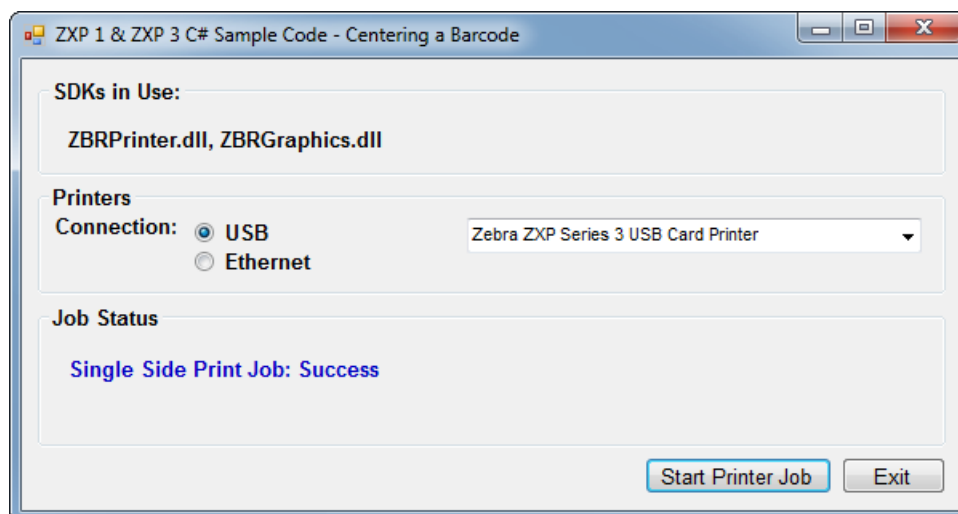 ZXP 1 & ZXP 3 C# Sample Code - Centering a Barcode
SDKs in Use:
ZBRPrinter.dll, ZBRGraphics.dll
Printers
Connection:
USB
Zebra ZXP Series 3 USB Card Printer
Ethernet
Job Status
Single Side Print Job: Success
Start Printer Job
Exit